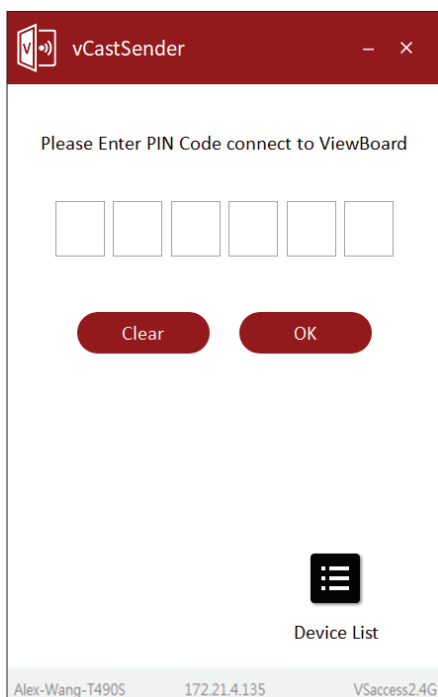 vCastSender
Please Enter PIN Code connect to ViewBoard
Clear OK
Device List
Alex-Wang-T490S 172.21.4.135 VSaccess2.4G